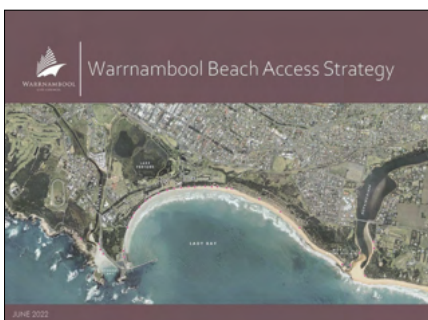 WARRNAMBOOL
Warrnambool Beach Access Strategy
LAKE
PERTOBE
LADY BAY
JUNE 2022